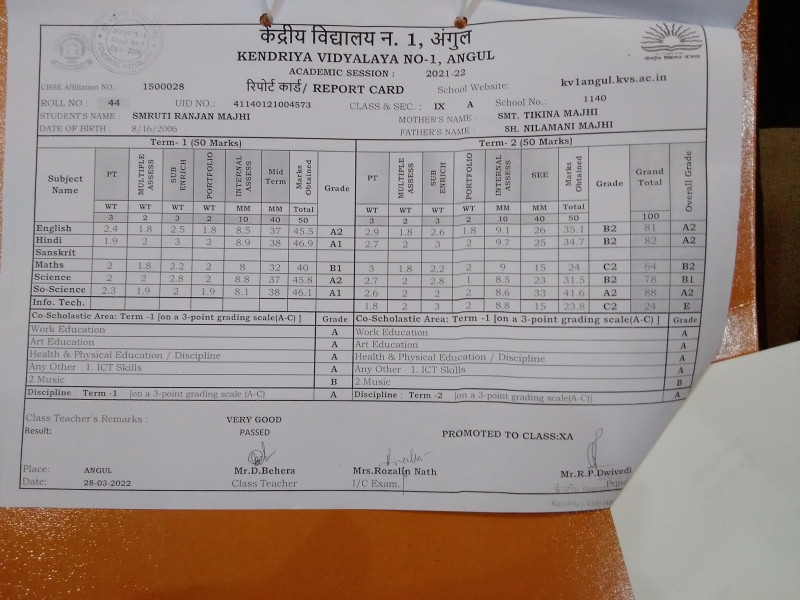 केंद्रीय विद्यालय न. 1, अंगुल
KENDRIYA VIDYALAYA NO-1, ANGUL
ACADEMIC SESSION : 2021-22
CBSE Affiliation NO. 1500028 रिपोर्ट कार्ड/ REPORT CARD School Website: kv1angul.kvs.ac.in
ROLL NO : 44 UID NO.: 41140121004573 CLASS & SEC. : IX A School No.: 1140
STUDENT'S NAME : SMRUTI RANJAN MAJHI MOTHER'S NAME : SMT. TIKINA MAJHI
DATE OF BIRTH : 8/16/2006 FATHER'S NAME : SH. NILAMANI MAJHI
Term- 1 (50 Marks) Term- 2 (50 Marks)
Subject Name PT MULTIPLE ASSESS SUB ENRICH PORTFOLIO INTERNAL ASSESS Mid Term Marks Obtained Grade PT MULTIPLE ASSESS SUB ENRICH PORTFOLIO INTERNAL ASSESS SEE Marks Obtained Grade Grand Total Overall Grade
WT WT WT WT MM MM Total WT WT WT WT MM MM Total
3 2 3 2 10 40 50 3 2 3 2 10 40 50 100
English 2.4 1.8 2.5 1.8 8.5 37 45.5 A2 2.9 1.8 2.6 1.8 9.1 26 35.1 B2 81 A2
Hindi 1.9 2 3 2 8.9 38 46.9 A1 2.7 2 3 2 9.7 25 34.7 B2 82 A2
Sanskrit
Maths 2 1.8 2.2 2 8 32 40 B1 3 1.8 2.2 2 9 15 24 C2 64 B2
Science 2 2 2.8 2 8.8 37 45.8 A2 2.7 2 2.8 1 8.5 23 31.5 B2 78 B1
So-Science 2.3 1.9 2 1.9 8.1 38 46.1 A1 2.6 2 2 2 8.6 33 41.6 A2 88 A2
Info. Tech. 1.8 2 3 2 8.8 15 23.8 C2 24 E
Co-Scholastic Area: Term -1 [on a 3-point grading scale(A-C) ] Grade Co-Scholastic Area: Term -1 [on a 3-point grading scale(A-C) ] Grade
Work Education A Work Education A
Art Education A Art Education A
Health & Physical Education / Discipline A Health & Physical Education / Discipline A
Any Other 1. ICT Skills A Any Other 1. ICT Skills A
2.Music B 2.Music B
Discipline : Term -1 [on a 3-point grading scale (A-C) A Discipline : Term -2 [on a 3-point grading scale(A-C)] A
Class Teacher's Remarks : VERY GOOD
Result: PASSED PROMOTED TO CLASS:XA
Place: ANGUL Mr.D.Behera Mrs.Rozalin Nath Mr.R.P.Dwivedi
Date: 28-03-2022 Class Teacher I/C Exam.